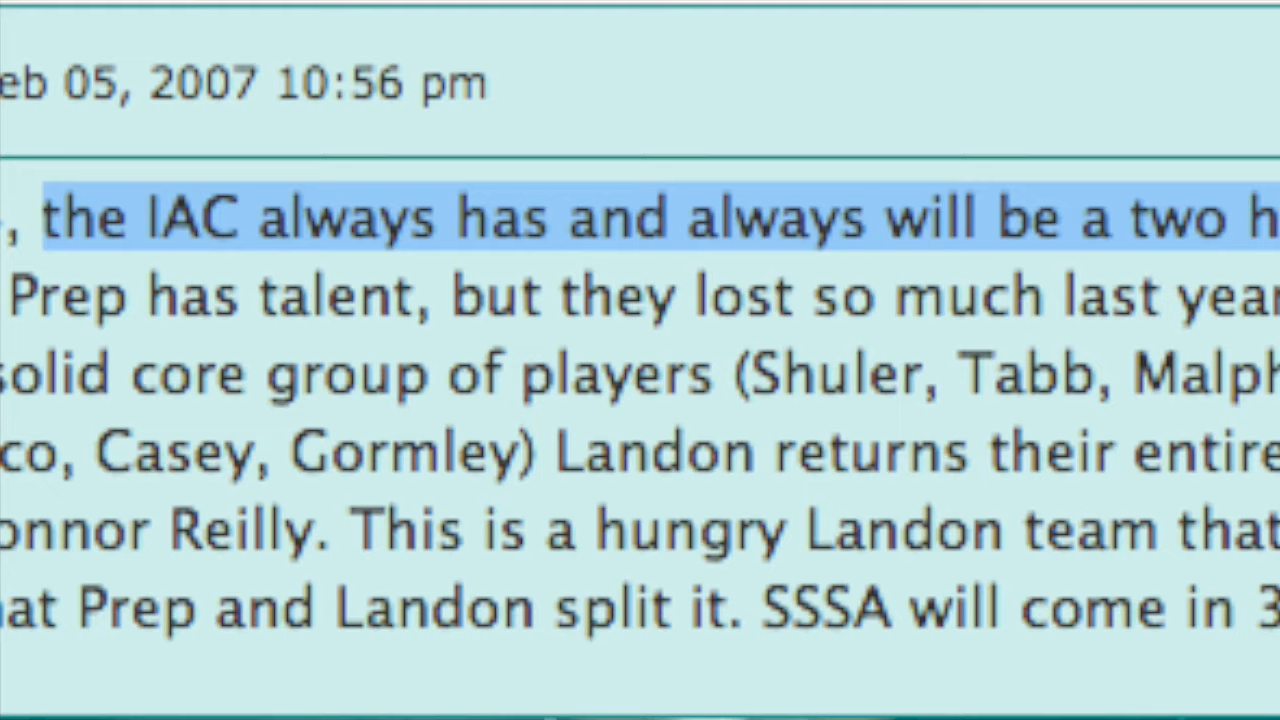 eb 05, 2007 10:56 pm
, the IAC always has and always will be a two h
Prep has talent, but they lost so much last year
solid core group of players (Shuler, Tabb, Malph
co, Casey, Gormley) Landon returns their entire
onnor Reilly. This is a hungry Landon team that
hat Prep and Landon split it. SSSA will come in 3